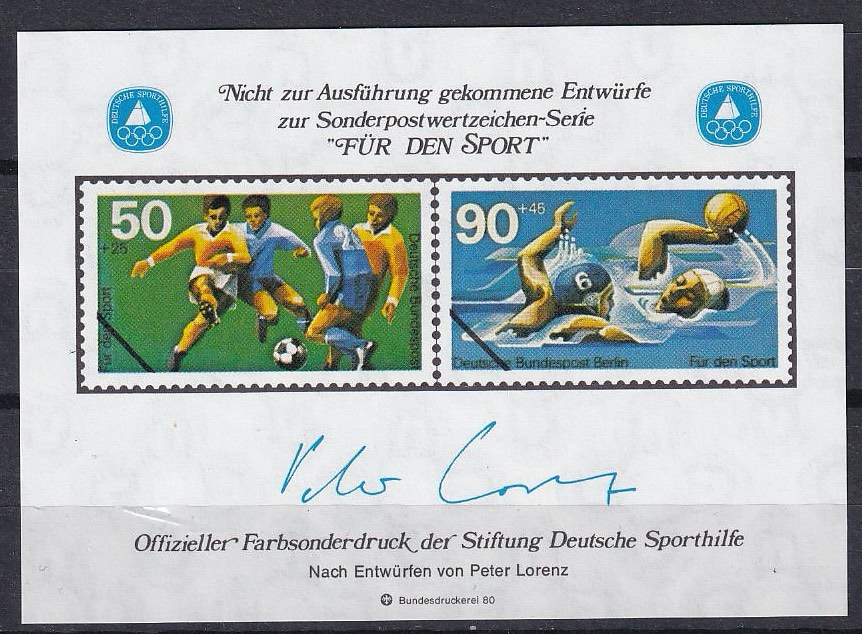 Nicht zur Ausführung gekommene Entwürfe
zur Sonderpostwertzeichen-Serie
"FÜR DEN SPORT"
DEUTSCHE SPORTHILFE
DEUTSCHE SPORTHILFE
50
+25
Für den Sport
Deutsche Bundespost
90 +45
6
Deutsche Bundespost Berlin
Für den Sport
Peter Lorenz
Offizieller Farbsonderdruck der Stiftung Deutsche Sporthilfe
Nach Entwürfen von Peter Lorenz
Bundesdruckerei 80